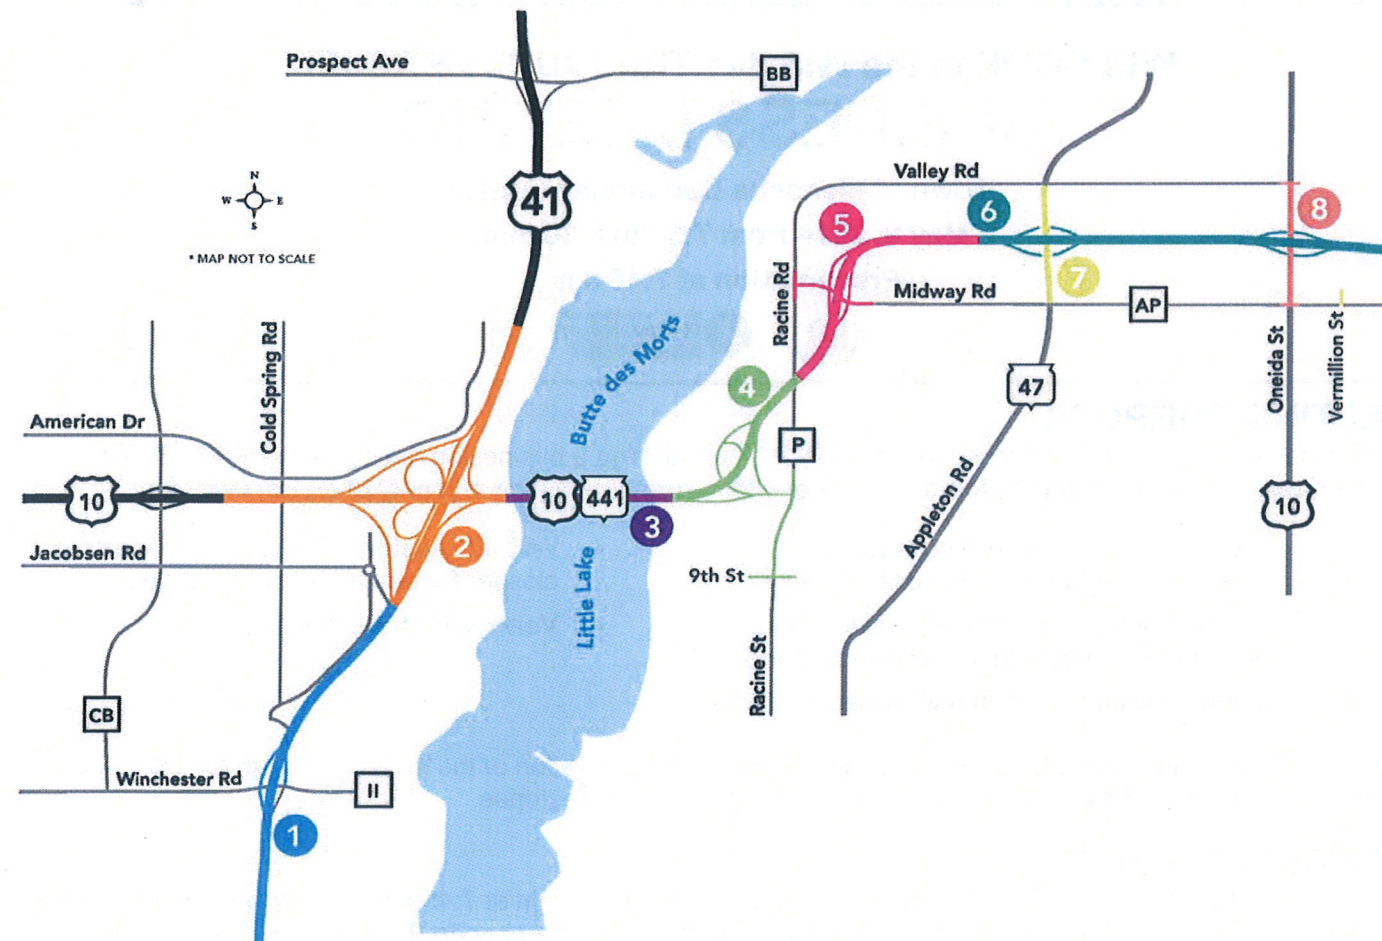 Prospect Ave
BB
N
W E
S
* MAP NOT TO SCALE
41
Valley Rd
5
6
8
7
Midway Rd
AP
Racine Rd
Cold Spring Rd
Butte des Morts
4
47
Oneida St
Vermillion St
American Dr
P
10
10
441
3
10
Appleton Rd
2
Jacobsen Rd
9th St
Little Lake
Racine St
CB
Winchester Rd
II
1